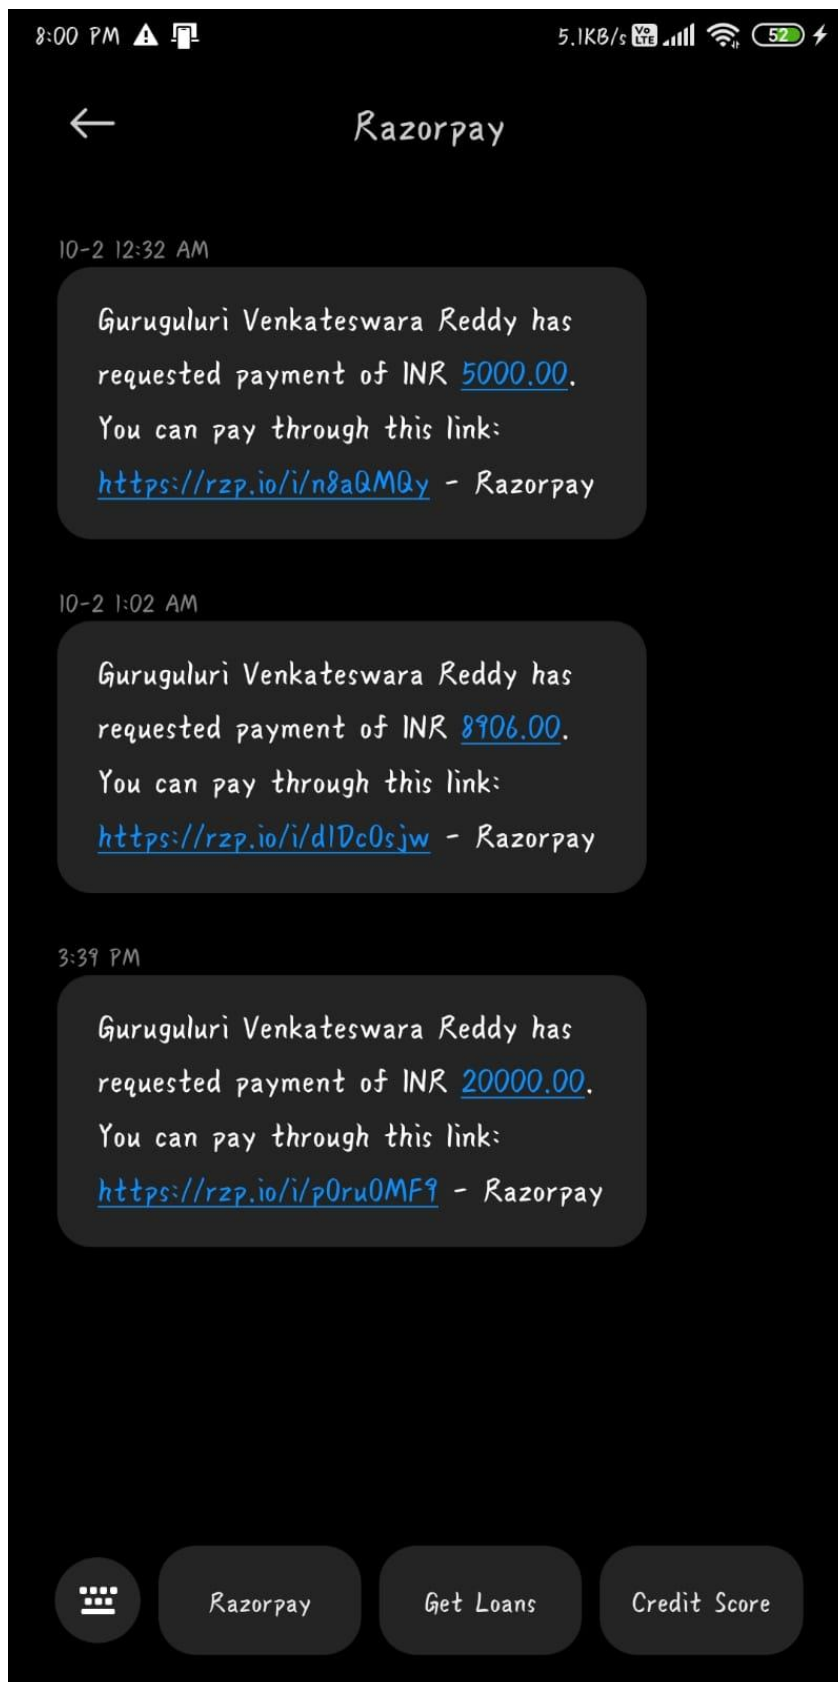 8:00 PM
5.1KB/s Vo LTE 52
Razorpay
10-2 12:32 AM
Guruguluri Venkateswara Reddy has
requested payment of INR 5000.00.
You can pay through this link:
https://rzp.io/i/n8aQMQy - Razorpay
10-2 1:02 AM
Guruguluri Venkateswara Reddy has
requested payment of INR 8906.00.
You can pay through this link:
https://rzp.io/i/dlDc0sjw - Razorpay
3:39 PM
Guruguluri Venkateswara Reddy has
requested payment of INR 20000.00.
You can pay through this link:
https://rzp.io/i/p0ru0MF9 - Razorpay
Razorpay
Get Loans
Credit Score